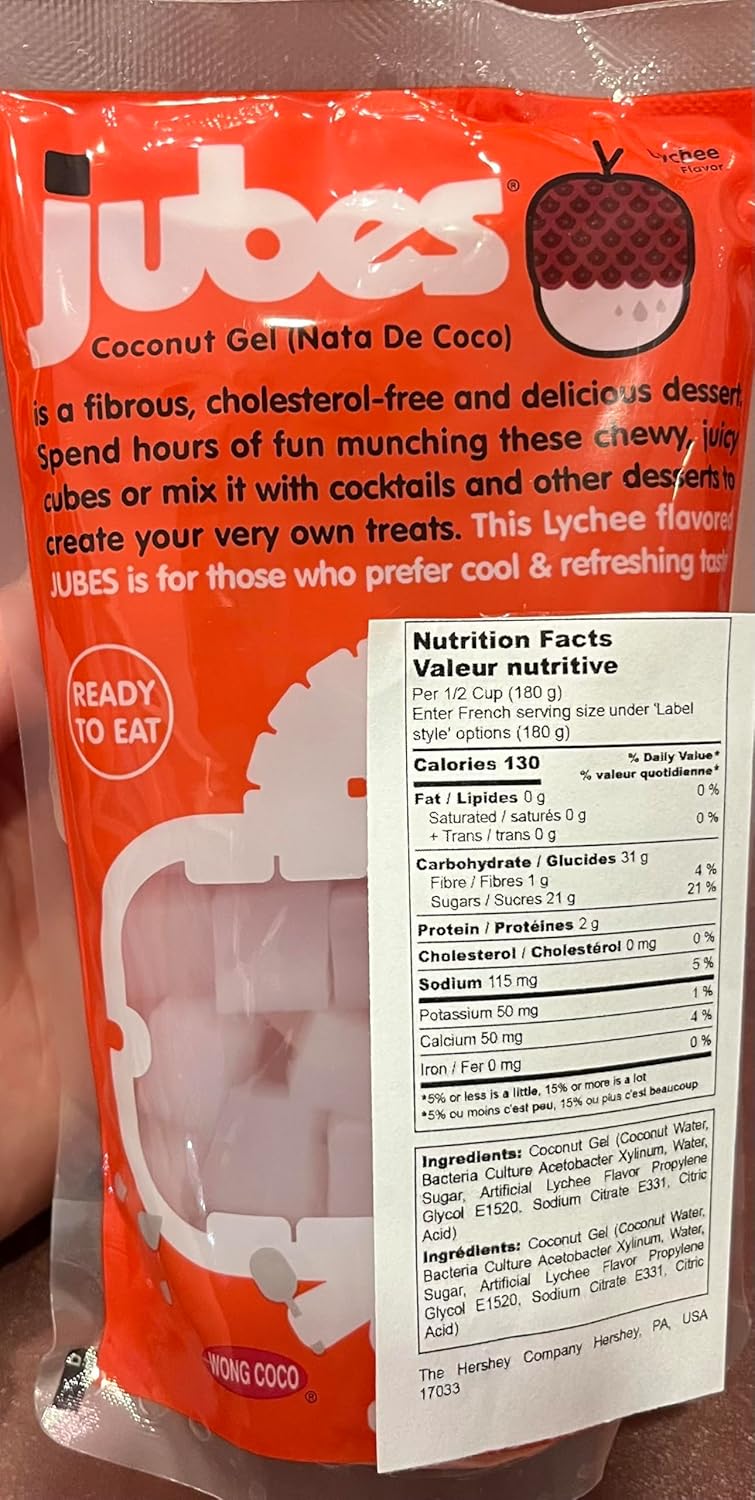 jubes®
Lychee
Flavor
Coconut Gel (Nata De Coco)
is a fibrous, cholesterol-free and delicious dessert.
Spend hours of fun munching these chewy, juicy
cubes or mix it with cocktails and other desserts to
create your very own treats. This Lychee flavored
JUBES is for those who prefer cool & refreshing
READY
TO EAT
Nutrition Facts
Valeur nutritive
Per 1/2 Cup (180 g)
Enter French serving size under 'Label
style' options (180 g)
Calories 130
% Daily Value*
% valeur quotidienne*
Fat / Lipides 0 g 0 %
Saturated / saturés 0 g 0 %
+ Trans / trans 0 g
Carbohydrate / Glucides 31 g
Fibre / Fibres 1 g 4 %
Sugars / Sucres 21 g 21 %
Protein / Protéines 2 g
Cholesterol / Cholestérol 0 mg 0 %
Sodium 115 mg 5 %
Potassium 50 mg 1 %
Calcium 50 mg 4 %
Iron / Fer 0 mg 0 %
*5% or less is a little, 15% or more is a lot
*5% ou moins c'est peu, 15% ou plus c'est beaucoup
Ingredients: Coconut Gel (Coconut Water,
Bacteria Culture Acetobacter Xylinum, Water,
Sugar, Artificial Lychee Flavor Propylene
Glycol E1520. Sodium Citrate E331, Citric
Acid)
Ingrédients: Coconut Gel (Coconut Water,
Bacteria Culture Acetobacter Xylinum, Water,
Sugar, Artificial Lychee Flavor Propylene
Glycol E1520, Sodium Citrate E331, Citric
Acid)
The Hershey Company Hershey, PA, USA
17033
WONG COCO®